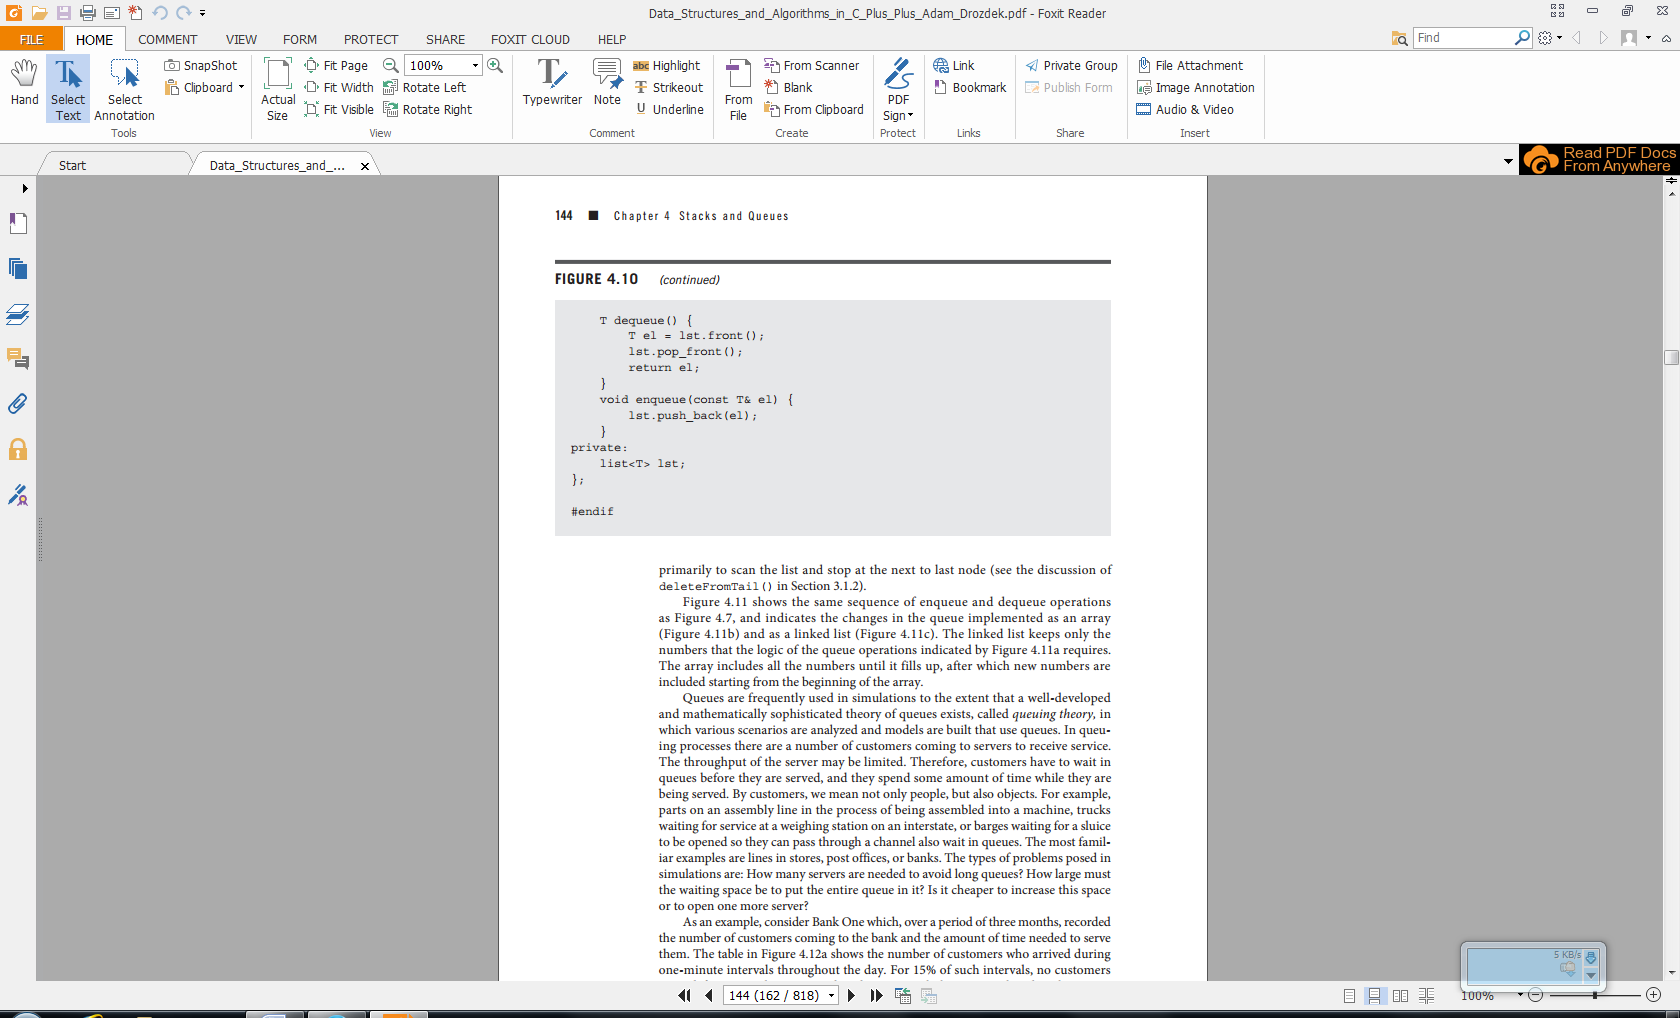 Data_Structures_and_Algorithms_in_C_Plus_Plus_Adam_Drozdek.pdf - Foxit Reader
FILE HOME COMMENT VIEW FORM PROTECT SHARE FOXIT CLOUD HELP Find
Hand
Select Text
Select Annotation
SnapShot
Clipboard
Tools
Actual Size
Fit Page
Fit Width
Fit Visible
100%
Rotate Left
Rotate Right
View
Typewriter
Note
abc Highlight
T Strikeout
U Underline
Comment
From File
From Scanner
Blank
From Clipboard
Create
PDF Sign
Protect
Link
Bookmark
Links
Private Group
Publish Form
Share
File Attachment
Image Annotation
Audio & Video
Insert
Start
Data_Structures_and_...
Read PDF Docs
From Anywhere
144 ■ Chapter 4 Stacks and Queues
FIGURE 4.10 (continued)
T dequeue() {
T el = lst.front();
lst.pop_front();
return el;
}
void enqueue(const T& el) {
lst.push_back(el);
}
private:
list<T> lst;
};
#endif
primarily to scan the list and stop at the next to last node (see the discussion of
deleteFromTail() in Section 3.1.2).
Figure 4.11 shows the same sequence of enqueue and dequeue operations
as Figure 4.7, and indicates the changes in the queue implemented as an array
(Figure 4.11b) and as a linked list (Figure 4.11c). The linked list keeps only the
numbers that the logic of the queue operations indicated by Figure 4.11a requires.
The array includes all the numbers until it fills up, after which new numbers are
included starting from the beginning of the array.
Queues are frequently used in simulations to the extent that a well-developed
and mathematically sophisticated theory of queues exists, called queuing theory, in
which various scenarios are analyzed and models are built that use queues. In queu-
ing processes there are a number of customers coming to servers to receive service.
The throughput of the server may be limited. Therefore, customers have to wait in
queues before they are served, and they spend some amount of time while they are
being served. By customers, we mean not only people, but also objects. For example,
parts on an assembly line in the process of being assembled into a machine, trucks
waiting for service at a weighing station on an interstate, or barges waiting for a sluice
to be opened so they can pass through a channel also wait in queues. The most famil-
iar examples are lines in stores, post offices, or banks. The types of problems posed in
simulations are: How many servers are needed to avoid long queues? How large must
the waiting space be to put the entire queue in it? Is it cheaper to increase this space
or to open one more server?
As an example, consider Bank One which, over a period of three months, recorded
the number of customers coming to the bank and the amount of time needed to serve
them. The table in Figure 4.12a shows the number of customers who arrived during
one-minute intervals throughout the day. For 15% of such intervals, no customers
5 KB/s
144 (162 / 818)
100%